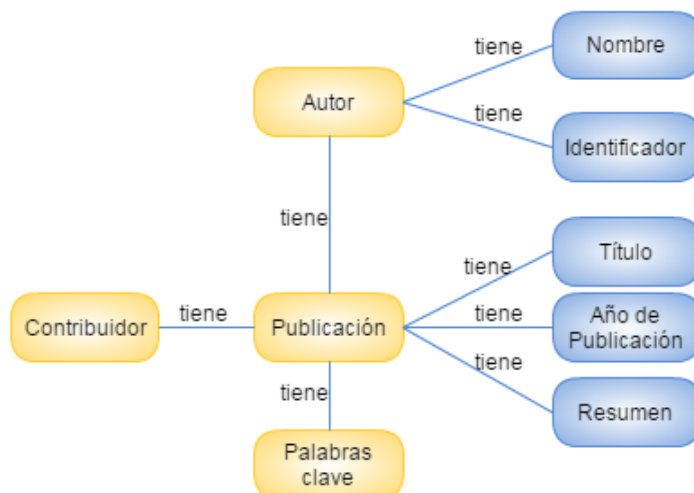 tiene
Nombre
Autor
tiene
Identificador
tiene
Título
tiene
Contribuidor
tiene
Publicación
tiene
Año de
Publicación
tiene
Resumen
tiene
Palabras
clave